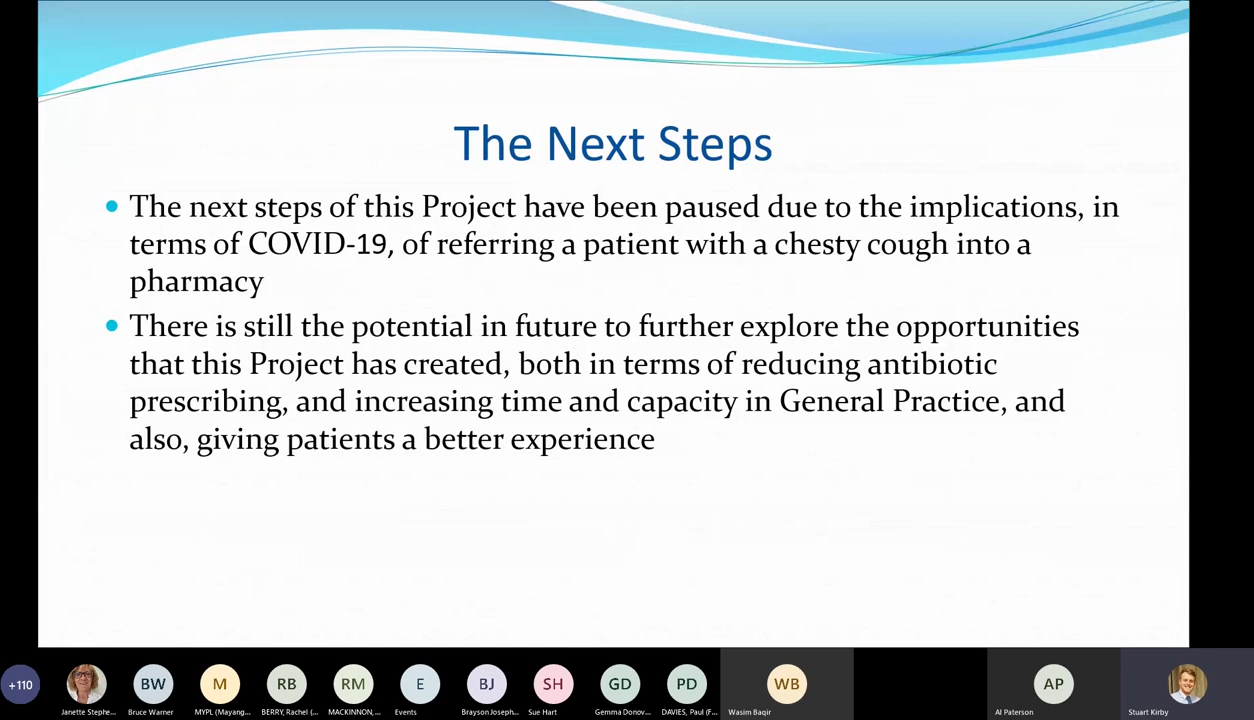 The Next Steps
The next steps of this Project have been paused due to the implications, in
terms of COVID-19, of referring a patient with a chesty cough into a
pharmacy
There is still the potential in future to further explore the opportunities
that this Project has created, both in terms of reducing antibiotic
prescribing, and increasing time and capacity in General Practice, and
also, giving patients a better experience
+110
BW
M
RB
RM
E
BJ
SH
GD
PD
WB
AP
Janette Stephe...
Bruce Warner
MYPL (Mayang...
BERRY, Rachel (...
MACKINNON,...
Events
Brayson Joseph...
Sue Hart
Gemma Donov...
DAVIES, Paul (F...
Wasim Baqir
Al Paterson
Stuart Kirby